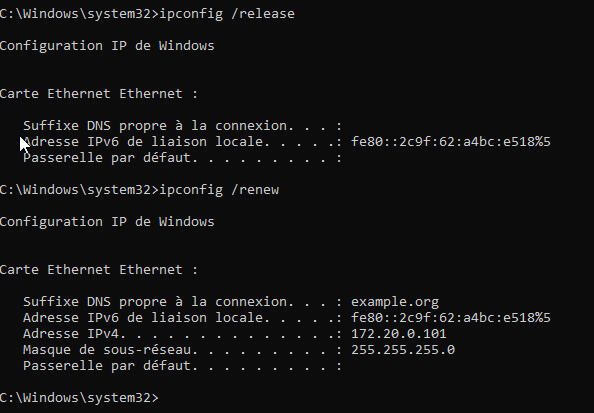 C:\Windows\system32>ipconfig /release
Configuration IP de Windows
Carte Ethernet Ethernet :
Suffixe DNS propre à la connexion. . . :
Adresse IPv6 de liaison locale. . . . .: fe80::2c9f:62:a4bc:e518%5
Passerelle par défaut. . . . . . . . . :
C:\Windows\system32>ipconfig /renew
Configuration IP de Windows
Carte Ethernet Ethernet :
Suffixe DNS propre à la connexion. . . : example.org
Adresse IPv6 de liaison locale. . . . .: fe80::2c9f:62:a4bc:e518%5
Adresse IPv4. . . . . . . . . . . . . .: 172.20.0.101
Masque de sous-réseau. . . . . . . . . : 255.255.255.0
Passerelle par défaut. . . . . . . . . :
C:\Windows\system32>